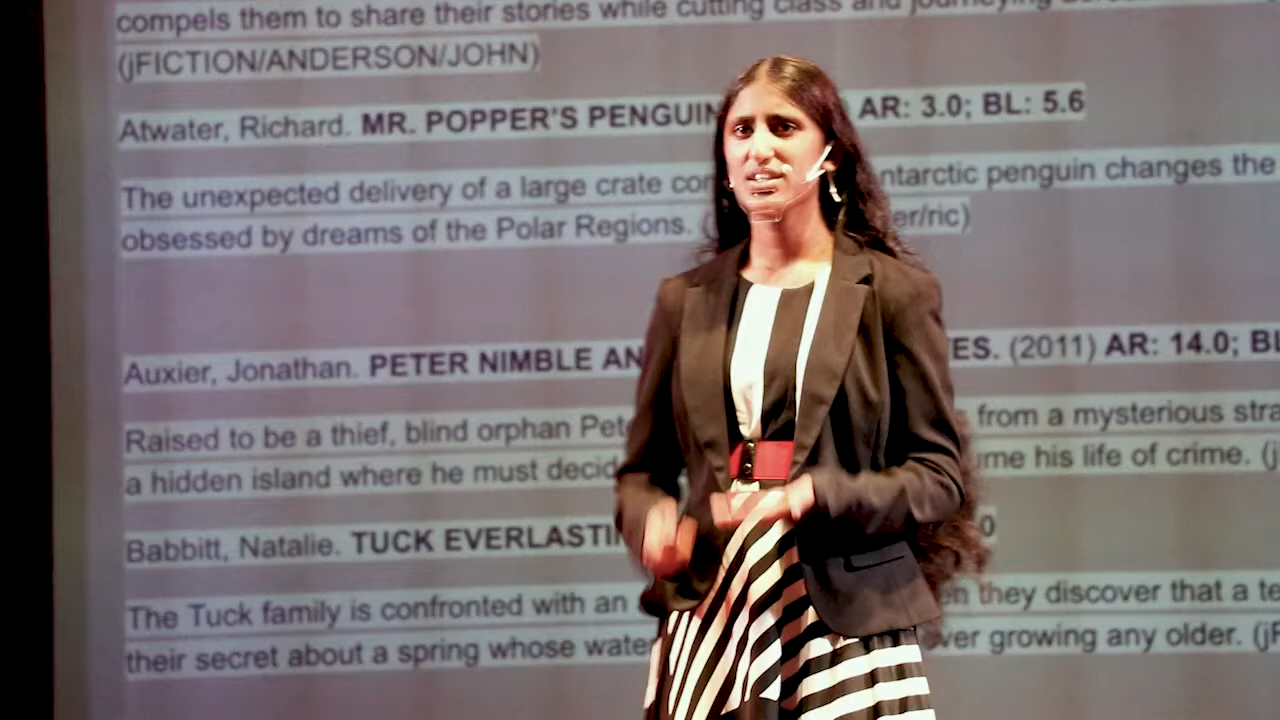 compels them to share their stories while cutting class and journeying
(jFICTION/ANDERSON/JOHN)
Atwater, Richard. MR. POPPER'S PENGUIN AR: 3.0; BL: 5.6
The unexpected delivery of a large crate ntarctic penguin changes the
obsessed by dreams of the Polar Regions. ( er/ric)
Auxier, Jonathan. PETER NIMBLE AN ES. (2011) AR: 14.0; BL
Raised to be a thief, blind orphan Pet from a mysterious stra
a hidden island where he must decid me his life of crime. (j
Babbitt, Natalie. TUCK EVERLASTI 0
The Tuck family is confronted with an en they discover that a te
their secret about a spring whose wate ver growing any older. (jF